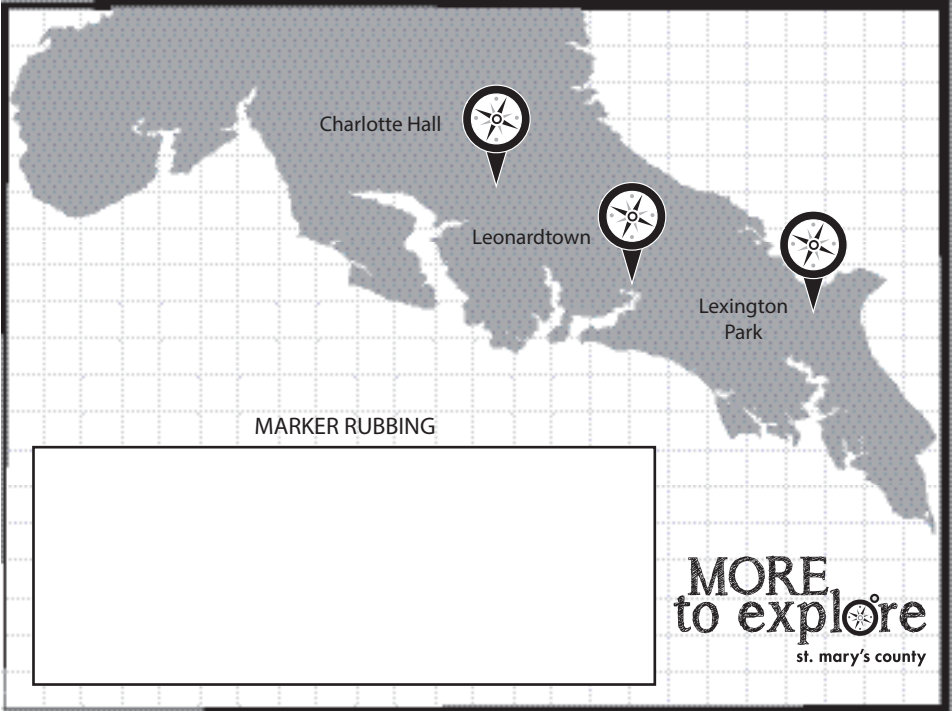 Charlotte Hall
Leonardtown
Lexington
Park
MARKER RUBBING
MORE
to explore
st. mary's county